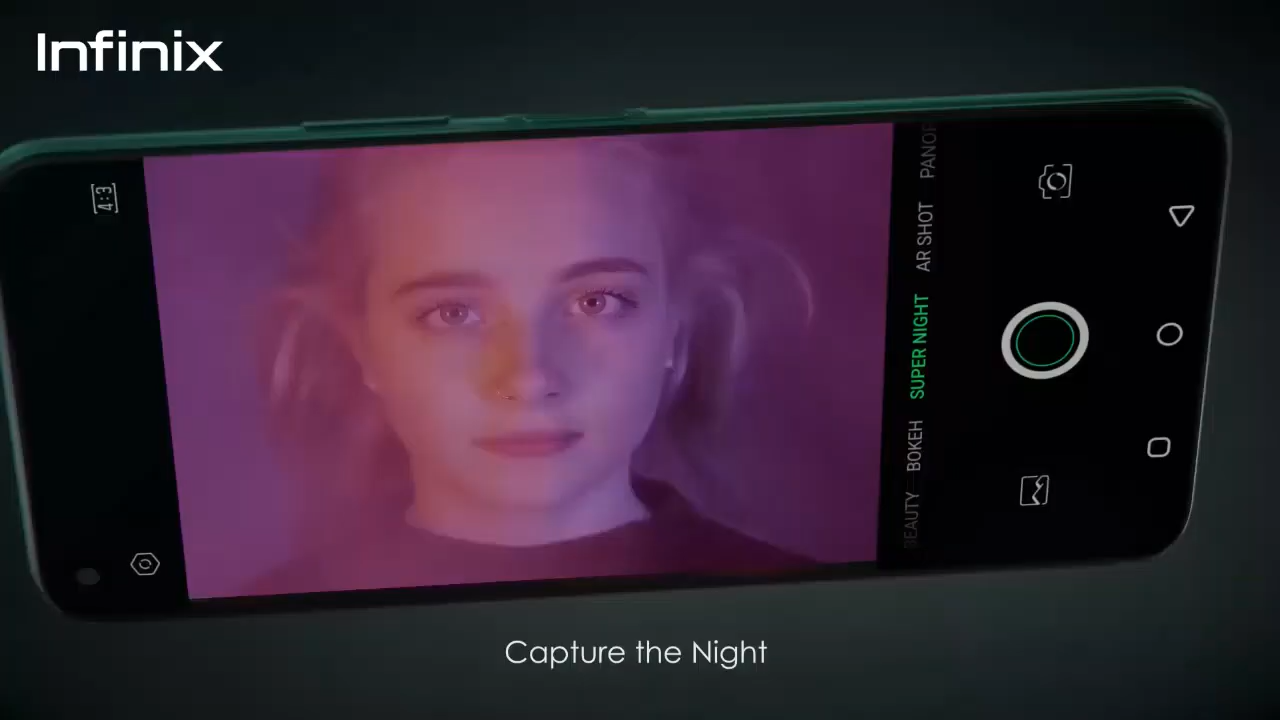 Infinix
4:3
PANOR
AR SHOT
SUPER NIGHT
BOKEH
BEAUTY
Capture the Night